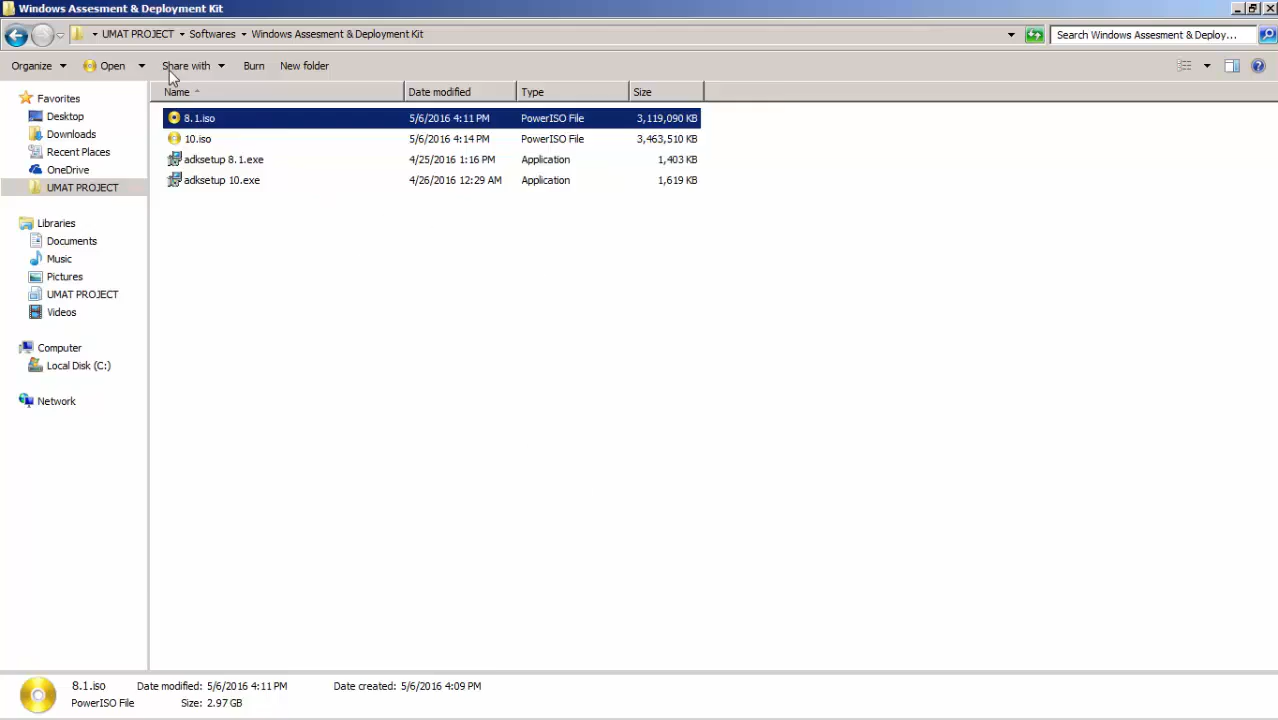 Windows Assesment & Deployment Kit
UMAT PROJECT Softwares Windows Assesment & Deployment Kit Search Windows Assesment & Deploy...
Organize Open Share with Burn New folder
Name Date modified Type Size
Favorites
Desktop
Downloads
Recent Places
OneDrive
UMAT PROJECT
Libraries
Documents
Music
Pictures
UMAT PROJECT
Videos
Computer
Local Disk (C:)
Network
8.1.iso 5/6/2016 4:11 PM PowerISO File 3,119,090 KB
10.iso 5/6/2016 4:14 PM PowerISO File 3,463,510 KB
adksetup 8.1.exe 4/25/2016 1:16 PM Application 1,403 KB
adksetup 10.exe 4/26/2016 12:29 AM Application 1,619 KB
8.1.iso Date modified: 5/6/2016 4:11 PM Date created: 5/6/2016 4:09 PM
PowerISO File Size: 2.97 GB